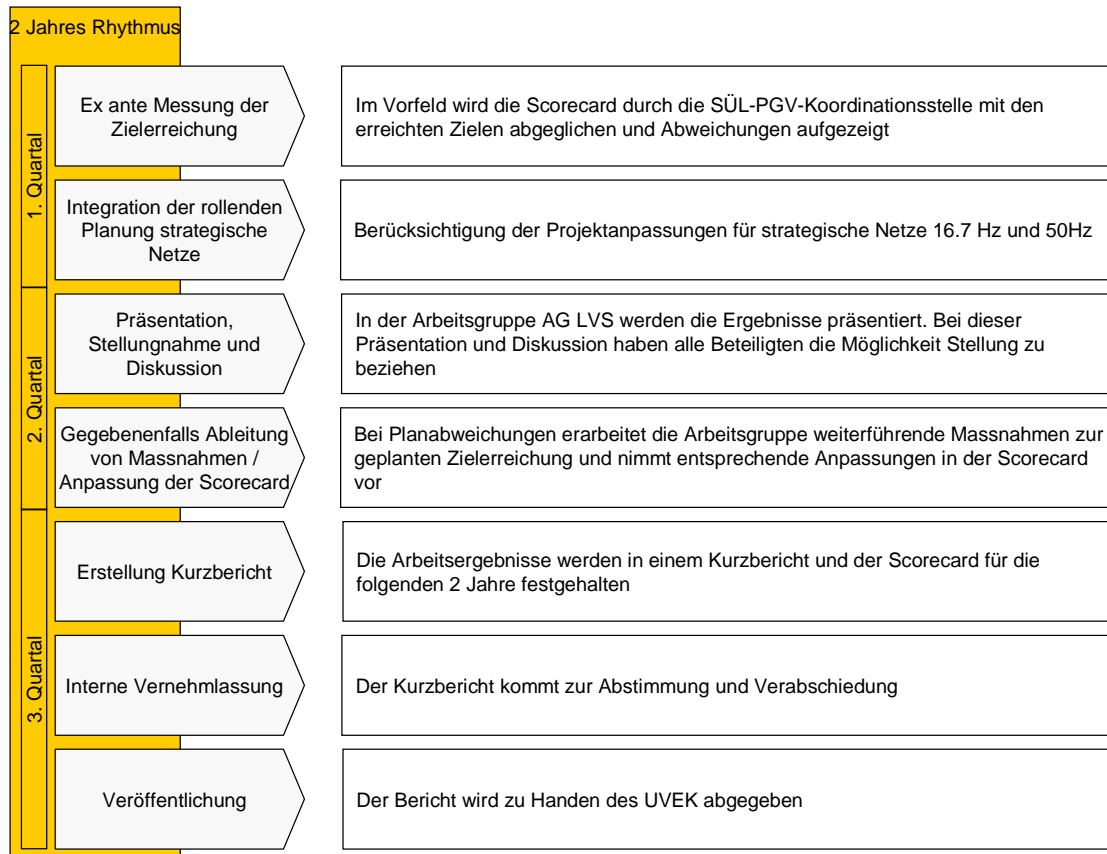 2 Jahres Rhythmus
1. Quartal
Ex ante Messung der
Zielerreichung
Im Vorfeld wird die Scorecard durch die SÜL-PGV-Koordinationsstelle mit den
erreichten Zielen abgeglichen und Abweichungen aufgezeigt
Integration der rollenden
Planung strategische
Netze
Berücksichtigung der Projektanpassungen für strategische Netze 16.7 Hz und 50Hz
2. Quartal
Präsentation,
Stellungnahme und
Diskussion
In der Arbeitsgruppe AG LVS werden die Ergebnisse präsentiert. Bei dieser
Präsentation und Diskussion haben alle Beteiligten die Möglichkeit Stellung zu
beziehen
Gegebenenfalls Ableitung
von Massnahmen /
Anpassung der Scorecard
Bei Planabweichungen erarbeitet die Arbeitsgruppe weiterführende Massnahmen zur
geplanten Zielerreichung und nimmt entsprechende Anpassungen in der Scorecard
vor
3. Quartal
Erstellung Kurzbericht
Die Arbeitsergebnisse werden in einem Kurzbericht und der Scorecard für die
folgenden 2 Jahre festgehalten
Interne Vernehmlassung
Der Kurzbericht kommt zur Abstimmung und Verabschiedung
Veröffentlichung
Der Bericht wird zu Handen des UVEK abgegeben